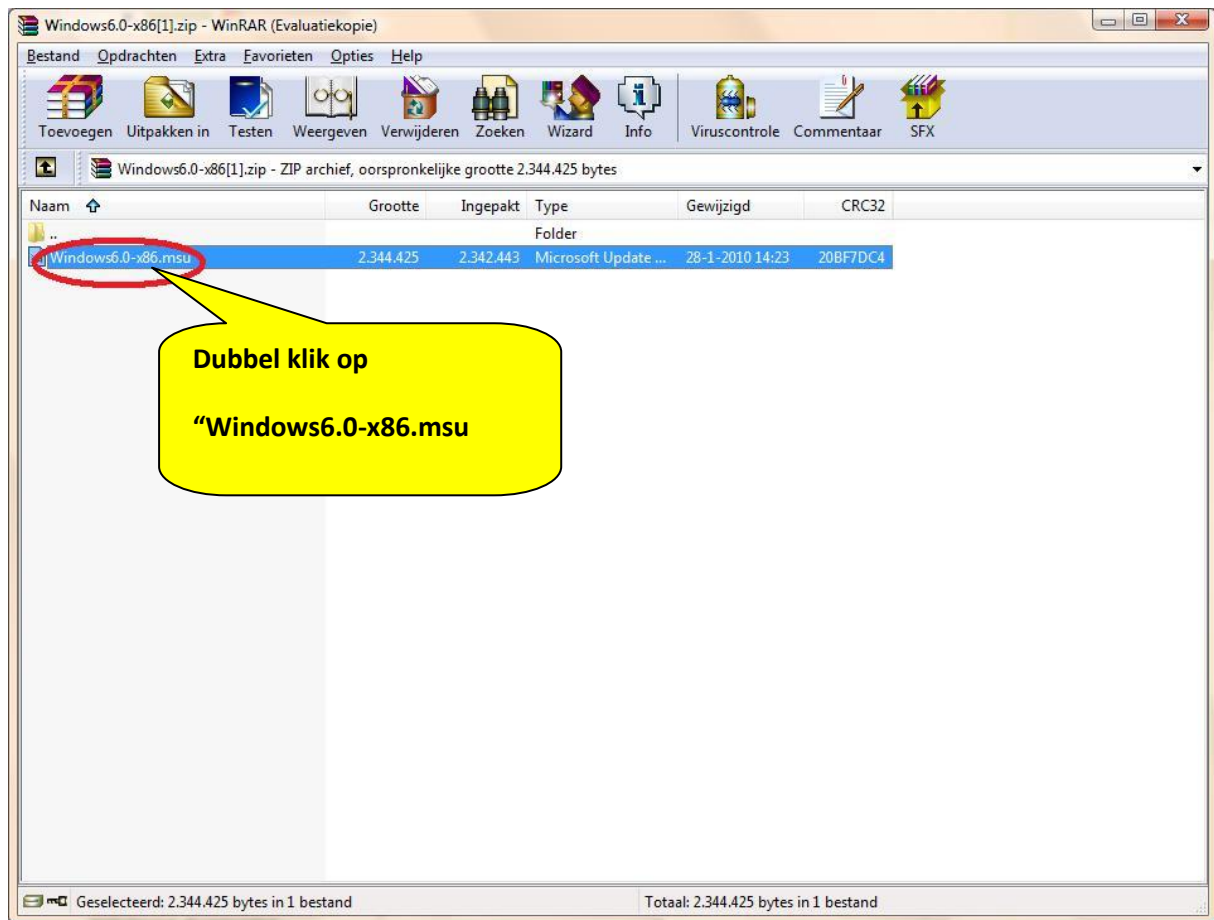 Windows6.0-x86[1].zip - WinRAR (Evaluatiekopie)
Bestand Opdrachten Extra Favorieten Opties Help
Toevoegen Uitpakken in Testen Weergeven Verwijderen Zoeken Wizard Info Viruscontrole Commentaar SFX
Windows6.0-x86[1].zip - ZIP archief, oorspronkelijke grootte 2.344.425 bytes
Naam Grootte Ingepakt Type Gewijzigd CRC32
.. Folder
Windows6.0-x86.msu 2.344.425 2.342.443 Microsoft Update ... 28-1-2010 14:23 20BF7DC4
Dubbel klik op
“Windows6.0-x86.msu
Geselecteerd: 2.344.425 bytes in 1 bestand Totaal: 2.344.425 bytes in 1 bestand